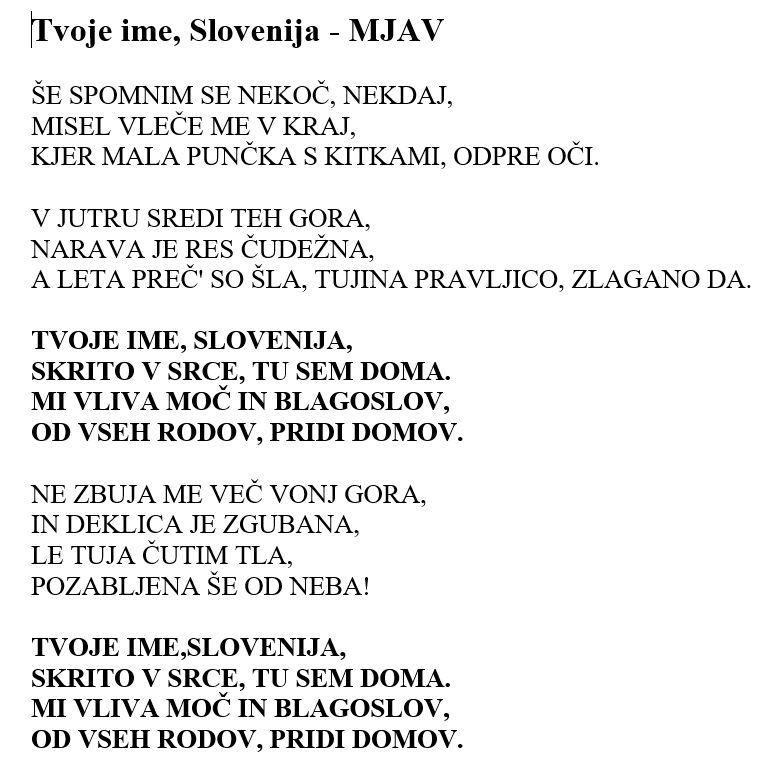 Tvoje ime, Slovenija - MJAV
ŠE SPOMNIM SE NEKOČ, NEKDAJ,
MISEL VLEČE ME V KRAJ,
KJER MALA PUNČKA S KITKAMI, ODPRE OČI.
V JUTRU SREDI TEH GORA,
NARAVA JE RES ČUDEŽNA,
A LETA PREČ' SO ŠLA, TUJINA PRAVLJICO, ZLAGANO DA.
TVOJE IME, SLOVENIJA,
SKRITO V SRCE, TU SEM DOMA.
MI VLIVA MOČ IN BLAGOSLOV,
OD VSEH RODOV, PRIDI DOMOV.
NE ZBUJA ME VEČ VONJ GORA,
IN DEKLICA JE ZGUBANA,
LE TUJA ČUTIM TLA,
POZABLJENA ŠE OD NEBA!
TVOJE IME,SLOVENIJA,
SKRITO V SRCE, TU SEM DOMA.
MI VLIVA MOČ IN BLAGOSLOV,
OD VSEH RODOV, PRIDI DOMOV.